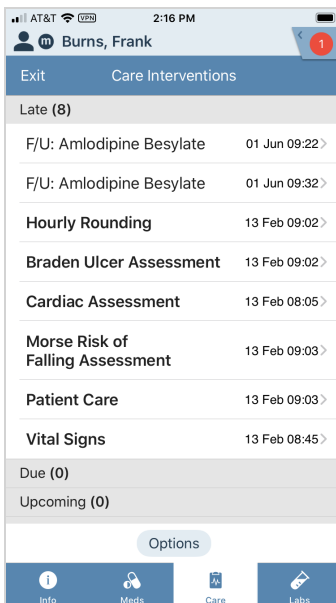 AT&T VPN 2:16 PM
m Burns, Frank
1
Exit Care Interventions
Late (8)
F/U: Amlodipine Besylate 01 Jun 09:22
F/U: Amlodipine Besylate 01 Jun 09:32
Hourly Rounding 13 Feb 09:02
Braden Ulcer Assessment 13 Feb 09:02
Cardiac Assessment 13 Feb 08:05
Morse Risk of
Falling Assessment 13 Feb 09:03
Patient Care 13 Feb 09:03
Vital Signs 13 Feb 08:45
Due (0)
Upcoming (0)
Options
Info Meds Care Labs